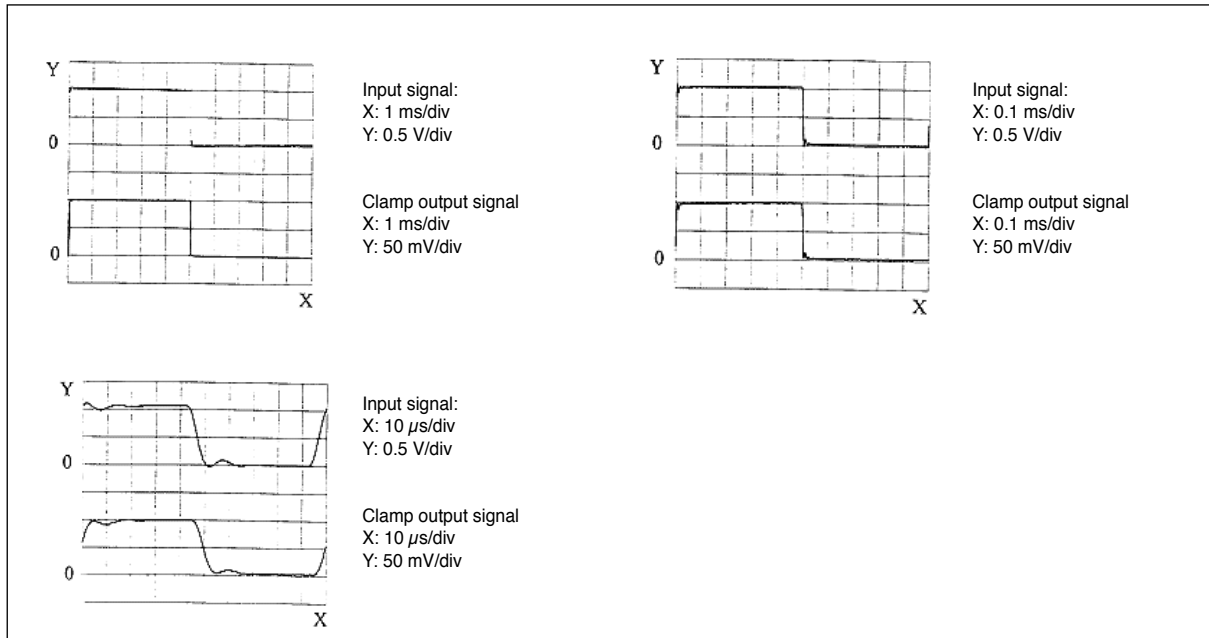 Y
0
0
X
Input signal:
X: 1 ms/div
Y: 0.5 V/div
Clamp output signal
X: 1 ms/div
Y: 50 mV/div
Y
0
0
X
Input signal:
X: 0.1 ms/div
Y: 0.5 V/div
Clamp output signal
X: 0.1 ms/div
Y: 50 mV/div
Y
0
0
X
Input signal:
X: 10 µs/div
Y: 0.5 V/div
Clamp output signal
X: 10 µs/div
Y: 50 mV/div